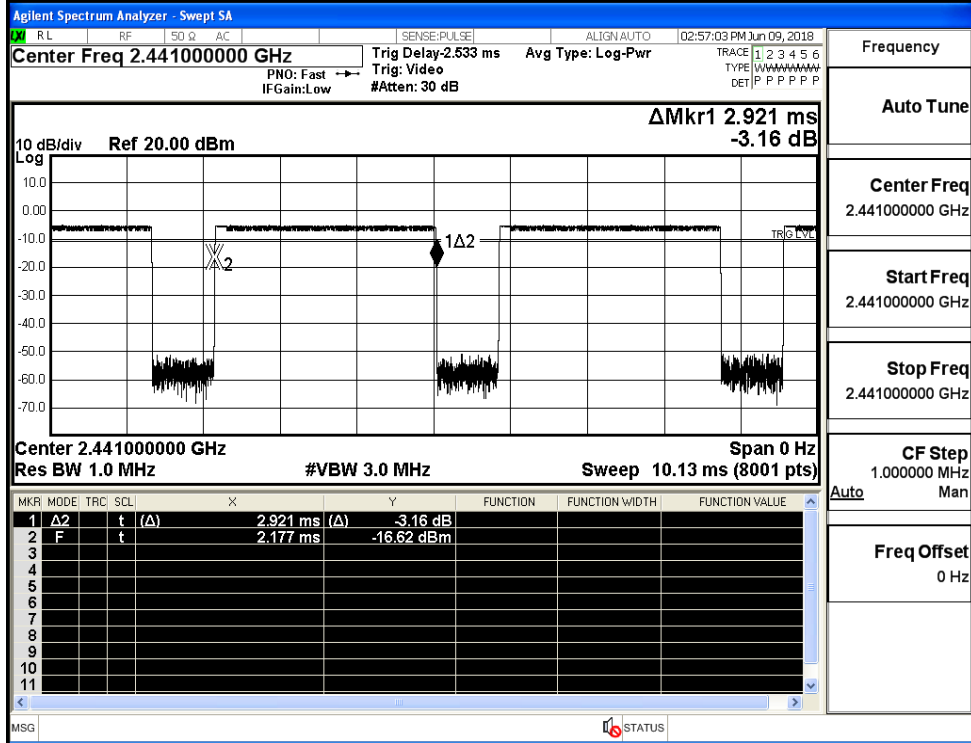 Agilent Spectrum Analyzer - Swept SA
LXI RL RF 50 Ω AC SENSE:PULSE ALIGN AUTO 02:57:03 PM Jun 09, 2018
Center Freq 2.441000000 GHz
PNO: Fast
IFGain:Low
Trig Delay-2.533 ms
Trig: Video
#Atten: 30 dB
Avg Type: Log-Pwr
TRACE 1 2 3 4 5 6
TYPE WWWWWW
DET P P P P P P
ΔMkr1 2.921 ms
-3.16 dB
10 dB/div Ref 20.00 dBm
Log
10.0
0.00
-10.0
-20.0
-30.0
-40.0
-50.0
-60.0
-70.0
1Δ2
2
TRIG LVL
Center 2.441000000 GHz Span 0 Hz
Res BW 1.0 MHz #VBW 3.0 MHz Sweep 10.13 ms (8001 pts)
MKR MODE TRC SCL X Y FUNCTION FUNCTION WIDTH FUNCTION VALUE
1 Δ2 t (Δ) 2.921 ms (Δ) -3.16 dB
2 F t 2.177 ms -16.62 dBm
3
4
5
6
7
8
9
10
11
MSG STATUS
Frequency
Auto Tune
Center Freq
2.441000000 GHz
Start Freq
2.441000000 GHz
Stop Freq
2.441000000 GHz
CF Step
1.000000 MHz
Auto Man
Freq Offset
0 Hz